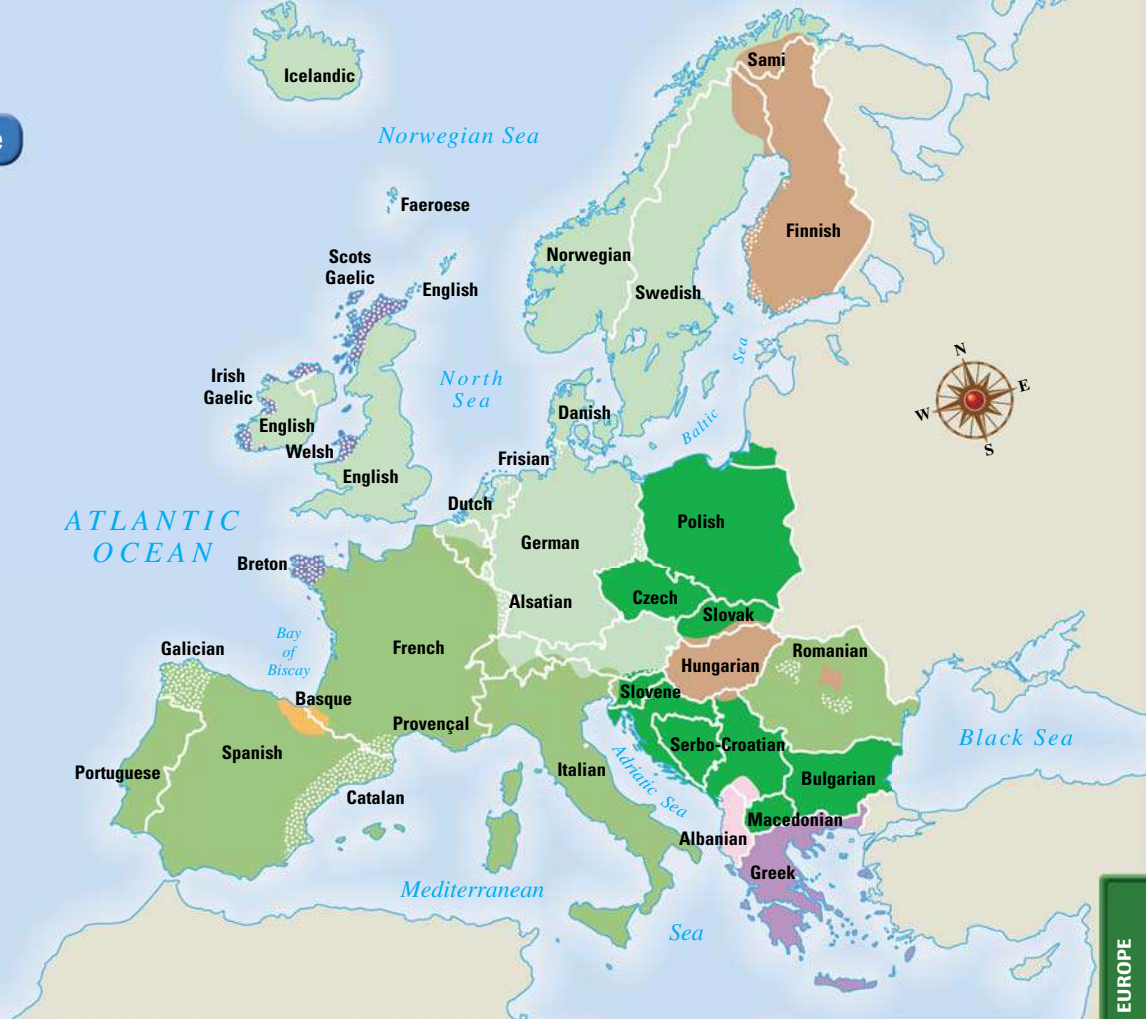 e
Icelandic
Sami
Norwegian Sea
Faeroese
Finnish
Scots
Gaelic
English
Norwegian
Swedish
Irish
Gaelic
North
Sea
Baltic
Sea
N
E
W
S
English
Welsh
English
Danish
Frisian
Dutch
ATLANTIC
OCEAN
German
Polish
Breton
Alsatian
Czech
Slovak
Bay
of
Biscay
Galician
French
Hungarian
Romanian
Basque
Slovene
Provençal
Spanish
Serbo-Croatian
Black Sea
Portuguese
Italian
Adriatic Sea
Bulgarian
Catalan
Macedonian
Albanian
Greek
Mediterranean
Sea
EUROPE